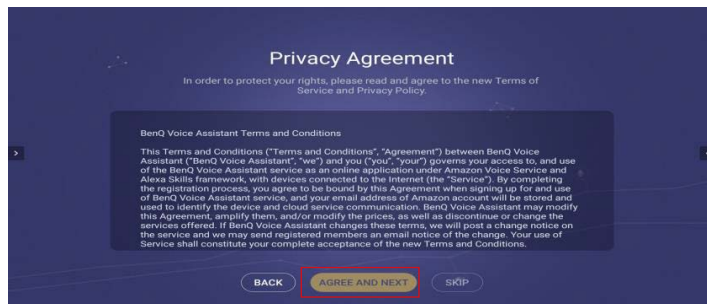 Privacy Agreement
In order to protect your rights, please read and agree to the new Terms of
Service and Privacy Policy.
BenQ Voice Assistant Terms and Conditions
This Terms and Conditions ("Terms and Conditions", "Agreement") between BenQ Voice
Assistant ("BenQ Voice Assistant", "we") and you ("you", "your") governs your access to, and use
of the BenQ Voice Assistant service as an online application under Amazon Voice Service and
Alexa Skills framework, with devices connected to the Internet (the "Service"). By completing
the registration process, you agree to be bound by this Agreement when signing up for and use
of BenQ Voice Assistant service, and your email address of Amazon account will be stored and
used to identify the device and cloud service communication. BenQ Voice Assistant may modify
this Agreement, amplify them, and/or modify the prices, as well as discontinue or change the
services offered. If BenQ Voice Assistant changes these terms, we will post a change notice on
the service and we may send registered members an email notice of the change. Your use of
Service shall constitute your complete acceptance of the new Terms and Conditions.
BACK AGREE AND NEXT SKIP